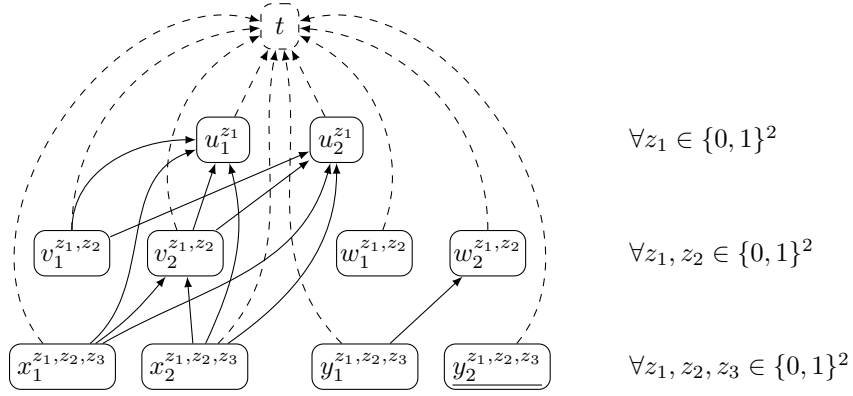 t
u_1^{z_1} u_2^{z_1} ∀z_1 ∈ {0, 1}^2
v_1^{z_1,z_2} v_2^{z_1,z_2} w_1^{z_1,z_2} w_2^{z_1,z_2} ∀z_1, z_2 ∈ {0, 1}^2
x_1^{z_1,z_2,z_3} x_2^{z_1,z_2,z_3} y_1^{z_1,z_2,z_3} y_2^{z_1,z_2,z_3} ∀z_1, z_2, z_3 ∈ {0, 1}^2